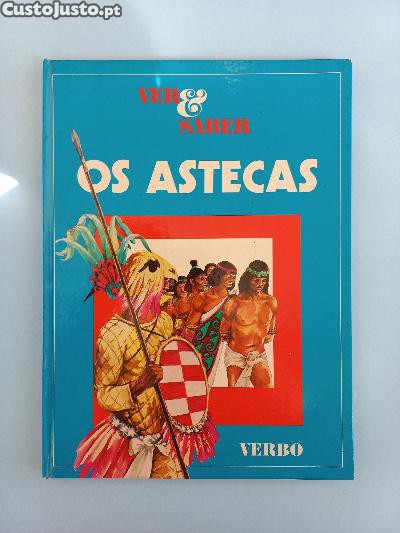 CustoJusto.pt
VER &
SABER
OS ASTECAS
VERBO